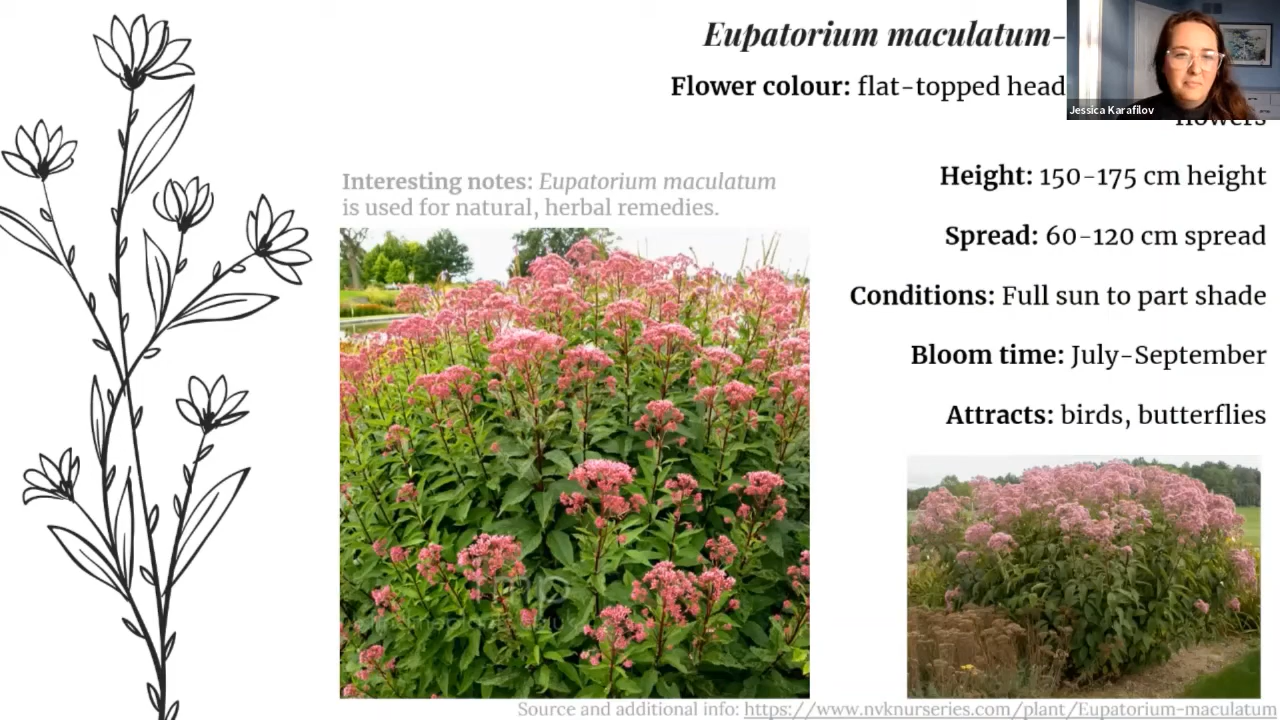 Eupatorium maculatum-
Flower colour: flat-topped head
flowers
Jessica Karafilov
Interesting notes: Eupatorium maculatum
is used for natural, herbal remedies.
Height: 150-175 cm height
Spread: 60-120 cm spread
Conditions: Full sun to part shade
Bloom time: July-September
Attracts: birds, butterflies
Source and additional info: https://www.nvknurseries.com/plant/Eupatorium-maculatum